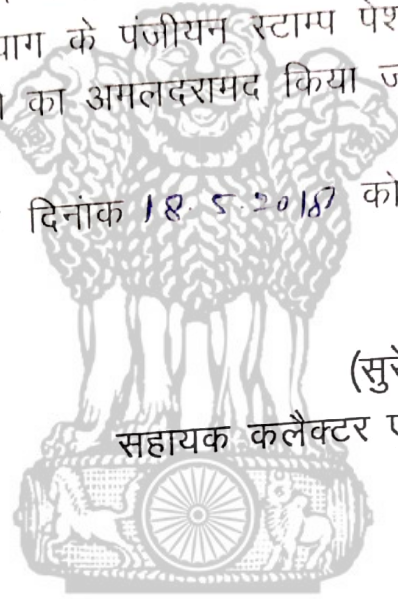 याग के पंजीयन स्टाम्प पेश
का अमलदरामद किया ज
दिनांक 18.5.2018 को
(सुरे
सहायक कलैक्टर ए